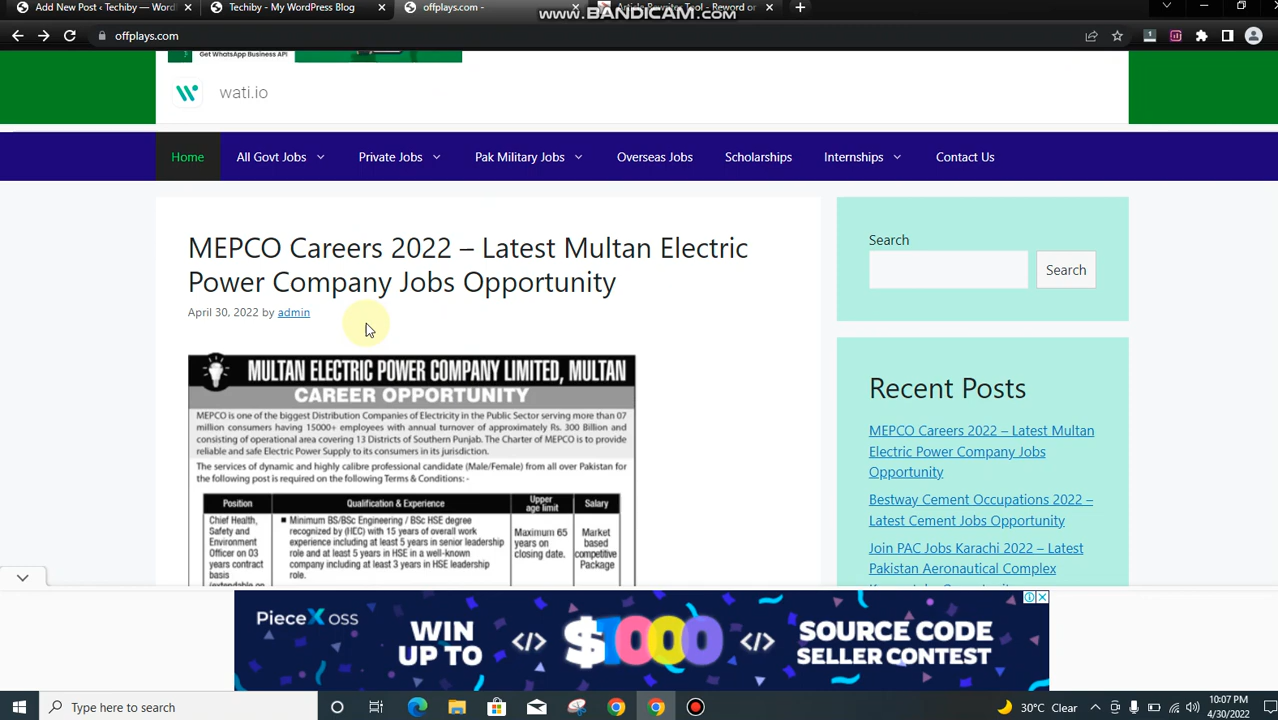 Add New Post ‹ Techiby — WordP
Techiby – My WordPress Blog
offplays.com -
Article Rewriter Tool - Reword or
www.BANDICAM.com
offplays.com
Get WhatsApp Business API
wati.io
Home
All Govt Jobs
Private Jobs
Pak Military Jobs
Overseas Jobs
Scholarships
Internships
Contact Us
MEPCO Careers 2022 – Latest Multan Electric
Power Company Jobs Opportunity
April 30, 2022 by admin
MULTAN ELECTRIC POWER COMPANY LIMITED, MULTAN
CAREER OPPORTUNITY
MEPCO is one of the biggest Distribution Companies of Electricity in the Public Sector serving more than 07
million consumers having 15000+ employees with annual turnover of approximately Rs. 300 Billion and
consisting of operational area covering 13 Districts of Southern Punjab. The Charter of MEPCO is to provide
reliable and safe Electric Power Supply to its consumers in its jurisdiction.
The services of dynamic and highly calibre professional candidate (Male/Female) from all over Pakistan for
the following post is required on the following Terms & Conditions:-
Position
Qualification & Experience
Upper
age limit
Salary
Chief Health,
Safety and
Environment
Officer on 03
years contract
basis
(extendable on
■ Minimum BS/BSc Engineering / BSc HSE degree
recognized by (HEC) with 15 years of overall work
experience including at least 5 years in senior leadership
role and at least 5 years in HSE in a well-known
company including at least 3 years in HSE leadership
role.
Maximum 65
years on
closing date.
Market
based
competitive
Package
Search
Search
Recent Posts
MEPCO Careers 2022 – Latest Multan
Electric Power Company Jobs
Opportunity
Bestway Cement Occupations 2022 –
Latest Cement Jobs Opportunity
Join PAC Jobs Karachi 2022 – Latest
Pakistan Aeronautical Complex
PieceX oss
WIN
UP TO
</>
$1000
</>
SOURCE CODE
SELLER CONTEST
Type here to search
30°C Clear
10:07 PM
4/30/2022